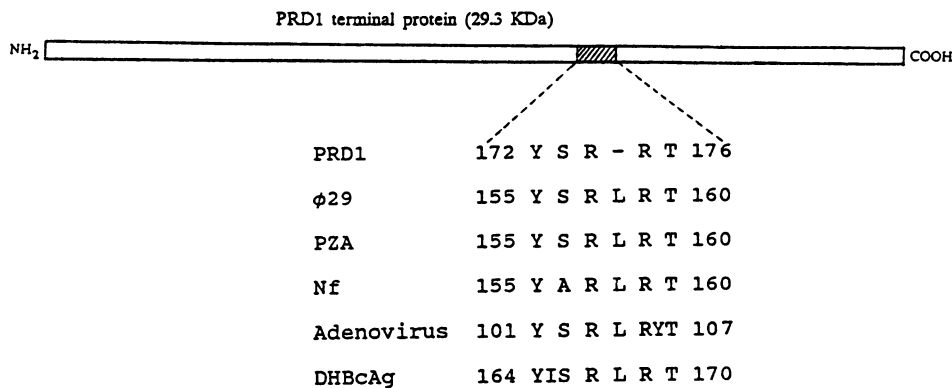 PRD1 terminal protein (29.3 KDa)
NH2 COOH
PRD1 172 Y S R – R T 176
ϕ29 155 Y S R L R T 160
PZA 155 Y S R L R T 160
Nf 155 Y A R L R T 160
Adenovirus 101 Y S R L RYT 107
DHBcAg 164 YIS R L R T 170